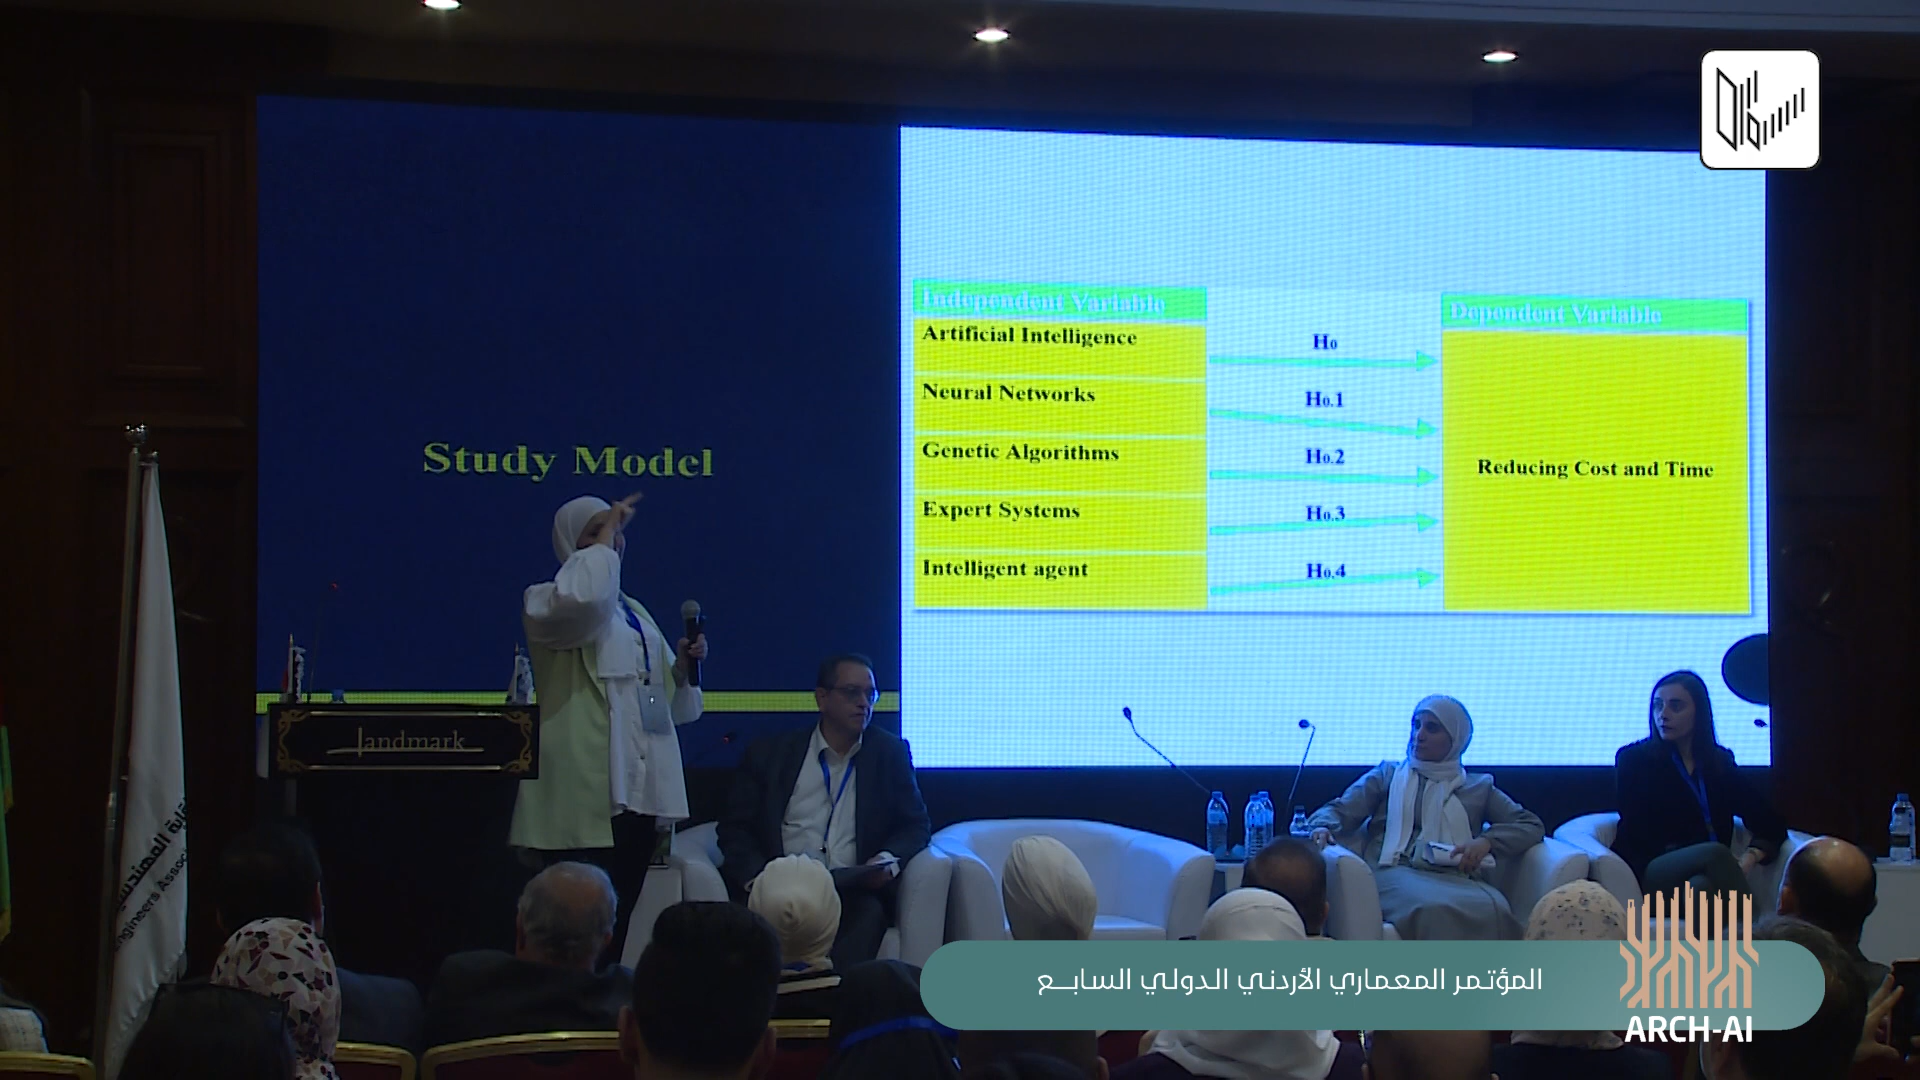 Study Model
Independent Variable
Artificial Intelligence
Neural Networks
Genetic Algorithms
Expert Systems
Intelligent agent
H0
H0.1
H0.2
H0.3
H0.4
Dependent Variable
Reducing Cost and Time
landmark
المؤتمر المعماري الأردني الدولي السابـع
ARCH-AI